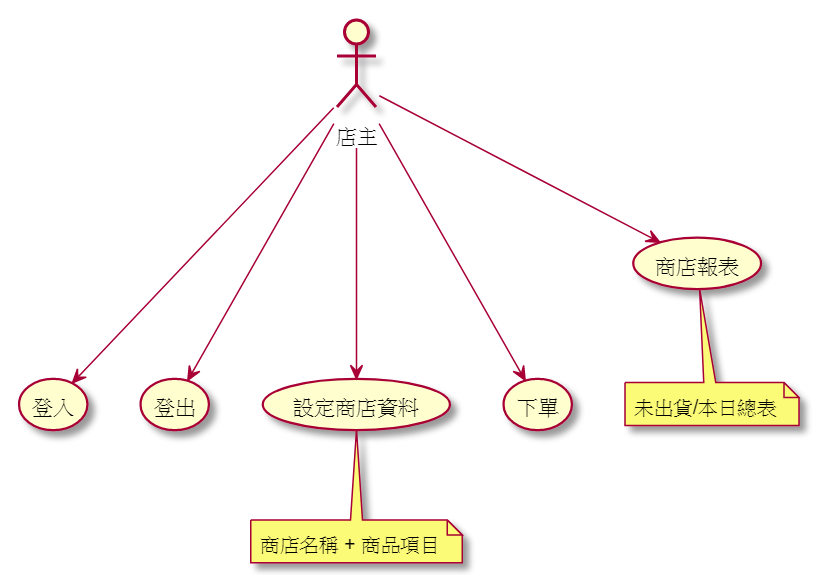 店主
商店報表
登入
登出
設定商店資料
下單
未出貨/本日總表
商店名稱 + 商品項目